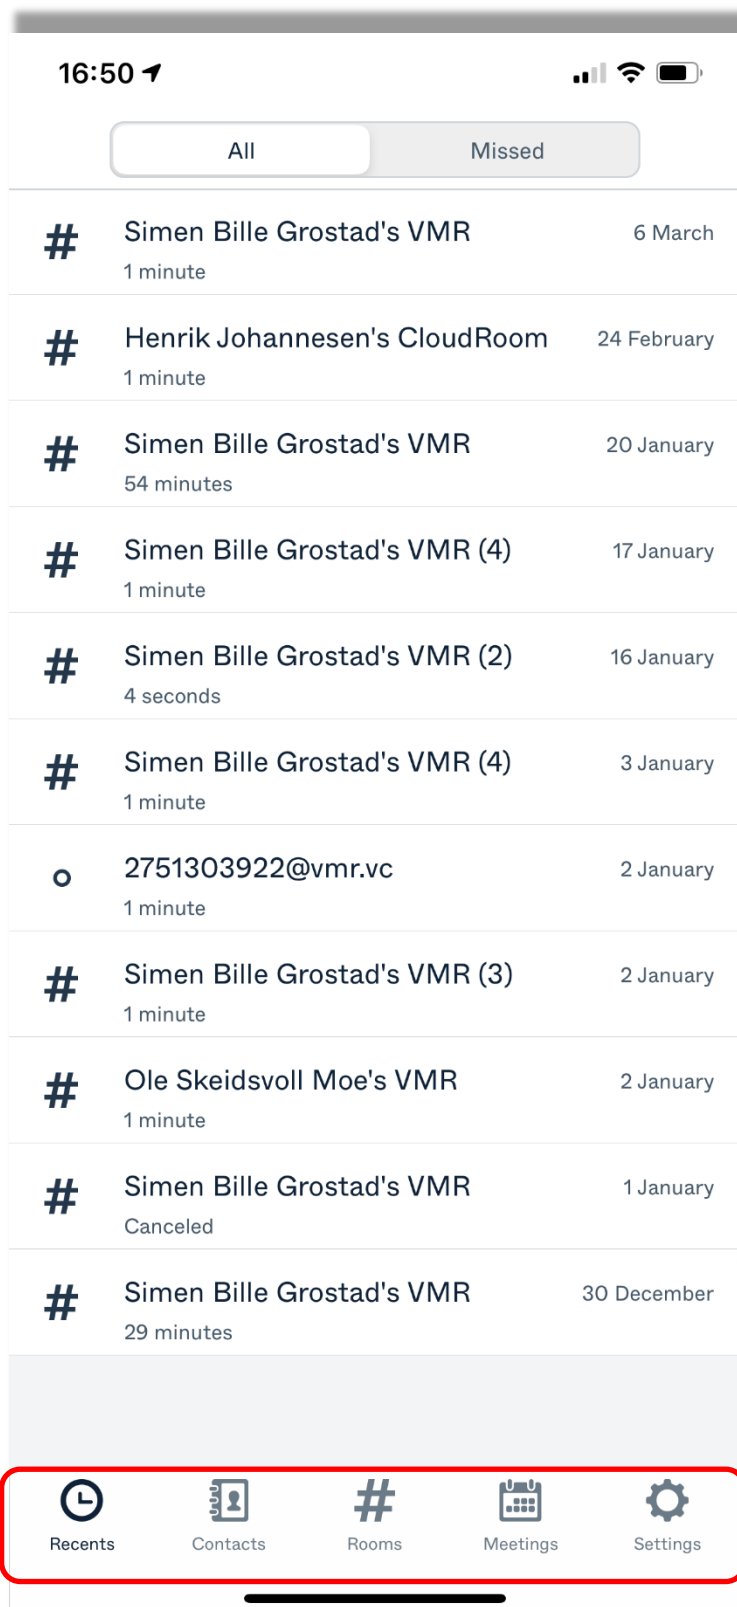 16:50
All Missed
Simen Bille Grostad's VMR 6 March
1 minute
Henrik Johannesen's CloudRoom 24 February
1 minute
Simen Bille Grostad's VMR 20 January
54 minutes
Simen Bille Grostad's VMR (4) 17 January
1 minute
Simen Bille Grostad's VMR (2) 16 January
4 seconds
Simen Bille Grostad's VMR (4) 3 January
1 minute
2751303922@vmr.vc 2 January
1 minute
Simen Bille Grostad's VMR (3) 2 January
1 minute
Ole Skeidsvoll Moe's VMR 2 January
1 minute
Simen Bille Grostad's VMR 1 January
Canceled
Simen Bille Grostad's VMR 30 December
29 minutes
Recents Contacts Rooms Meetings Settings